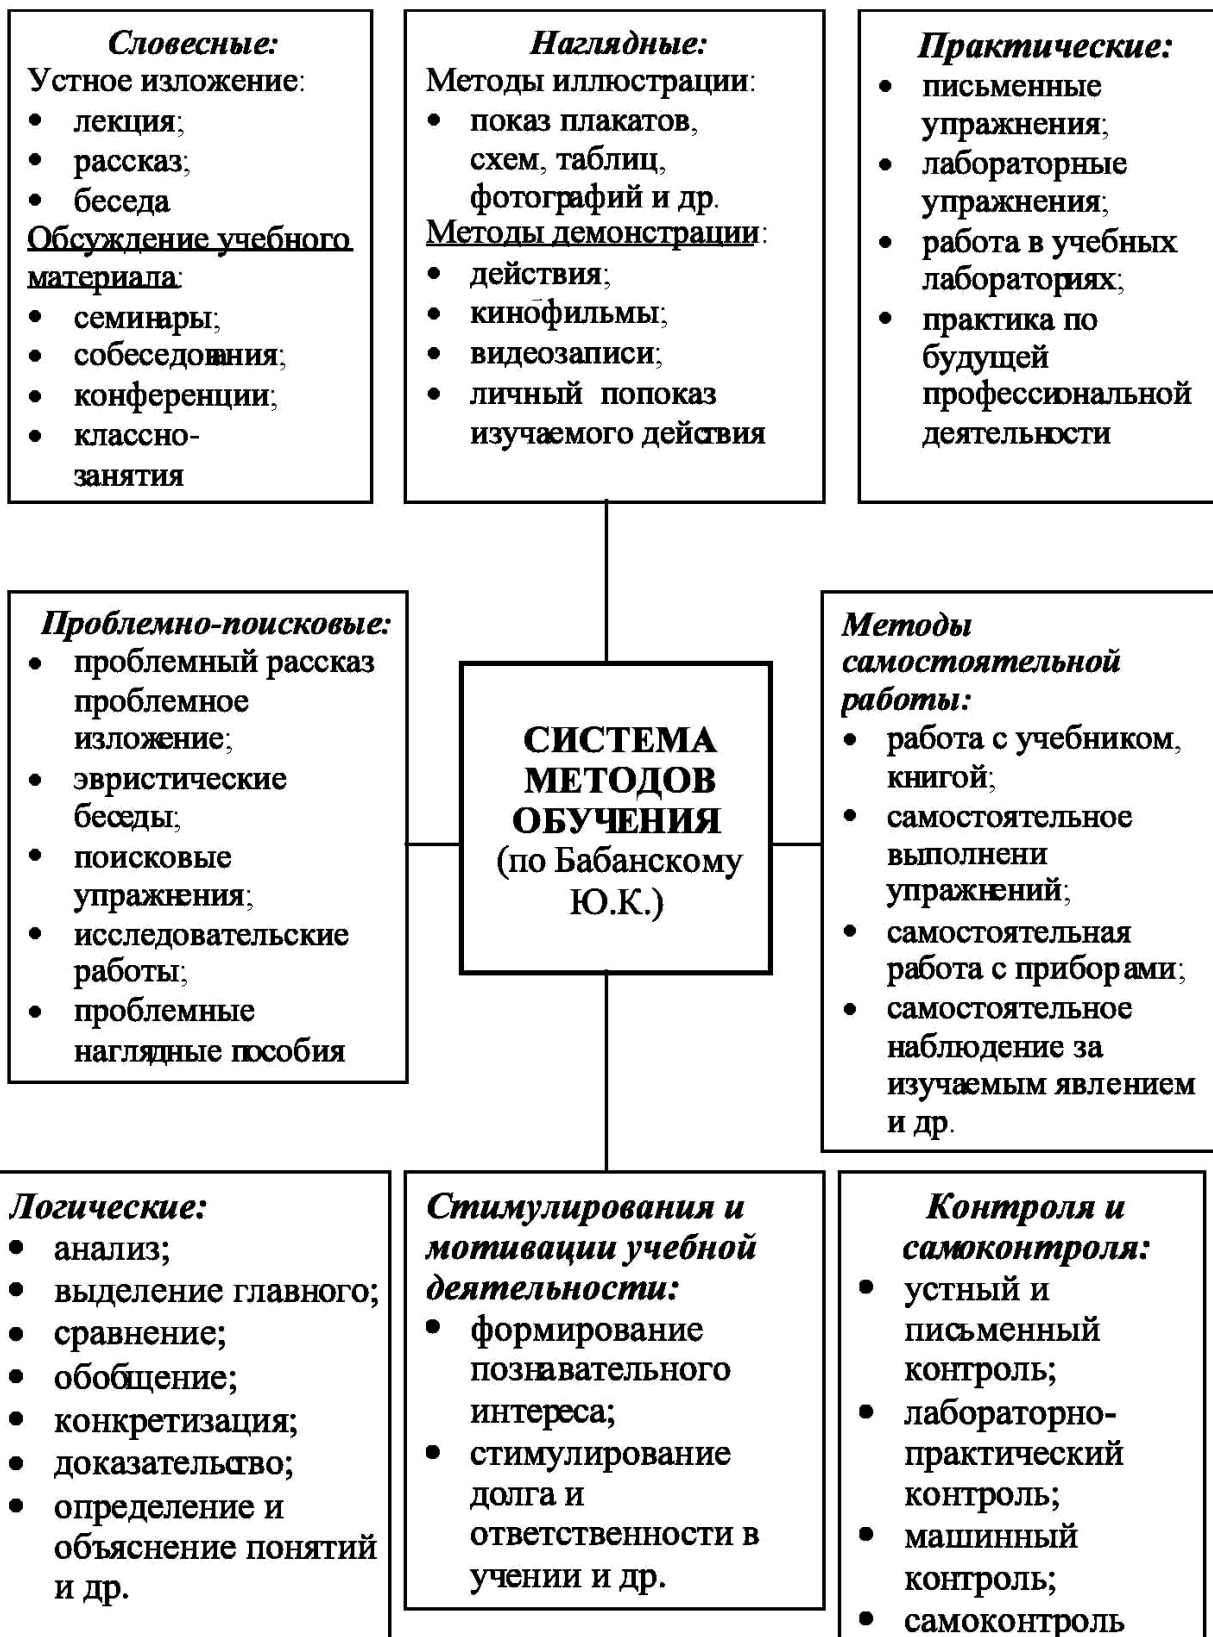 Словесные:
Устное изложение:
• лекция;
• рассказ;
• беседа
Обсуждение учебного
материала:
• семинары;
• собеседования;
• конференции;
• классно-
занятия
Наглядные:
Методы иллюстрации:
• показ плакатов,
схем, таблиц,
фотографий и др.
Методы демонстрации:
• действия;
• кинофильмы;
• видеозаписи;
• личный попоказ
изучаемого действия
Практические:
• письменные
упражнения;
• лабораторные
упражнения;
• работа в учебных
лабораториях;
• практика по
будущей
профессиональной
деятельности
Проблемно-поисковые:
• проблемный рассказ
проблемное
изложение;
• эвристические
беседы;
• поисковые
упражнения;
• исследовательские
работы;
• проблемные
наглядные пособия
СИСТЕМА
МЕТОДОВ
ОБУЧЕНИЯ
(по Бабанскому
Ю.К.)
Методы
самостоятельной
работы:
• работа с учебником,
книгой;
• самостоятельное
выполнени
упражнений;
• самостоятельная
работа с приборами;
• самостоятельное
наблюдение за
изучаемым явлением
и др.
Логические:
• анализ;
• выделение главного;
• сравнение;
• обобщение;
• конкретизация;
• доказательство;
• определение и
объяснение понятий
и др.
Стимулирования и
мотивации учебной
деятельности:
• формирование
познавательного
интереса;
• стимулирование
долга и
ответственности в
учении и др.
Контроля и
самоконтроля:
• устный и
письменный
контроль;
• лабораторно-
практический
контроль;
• машинный
контроль;
• самоконтроль